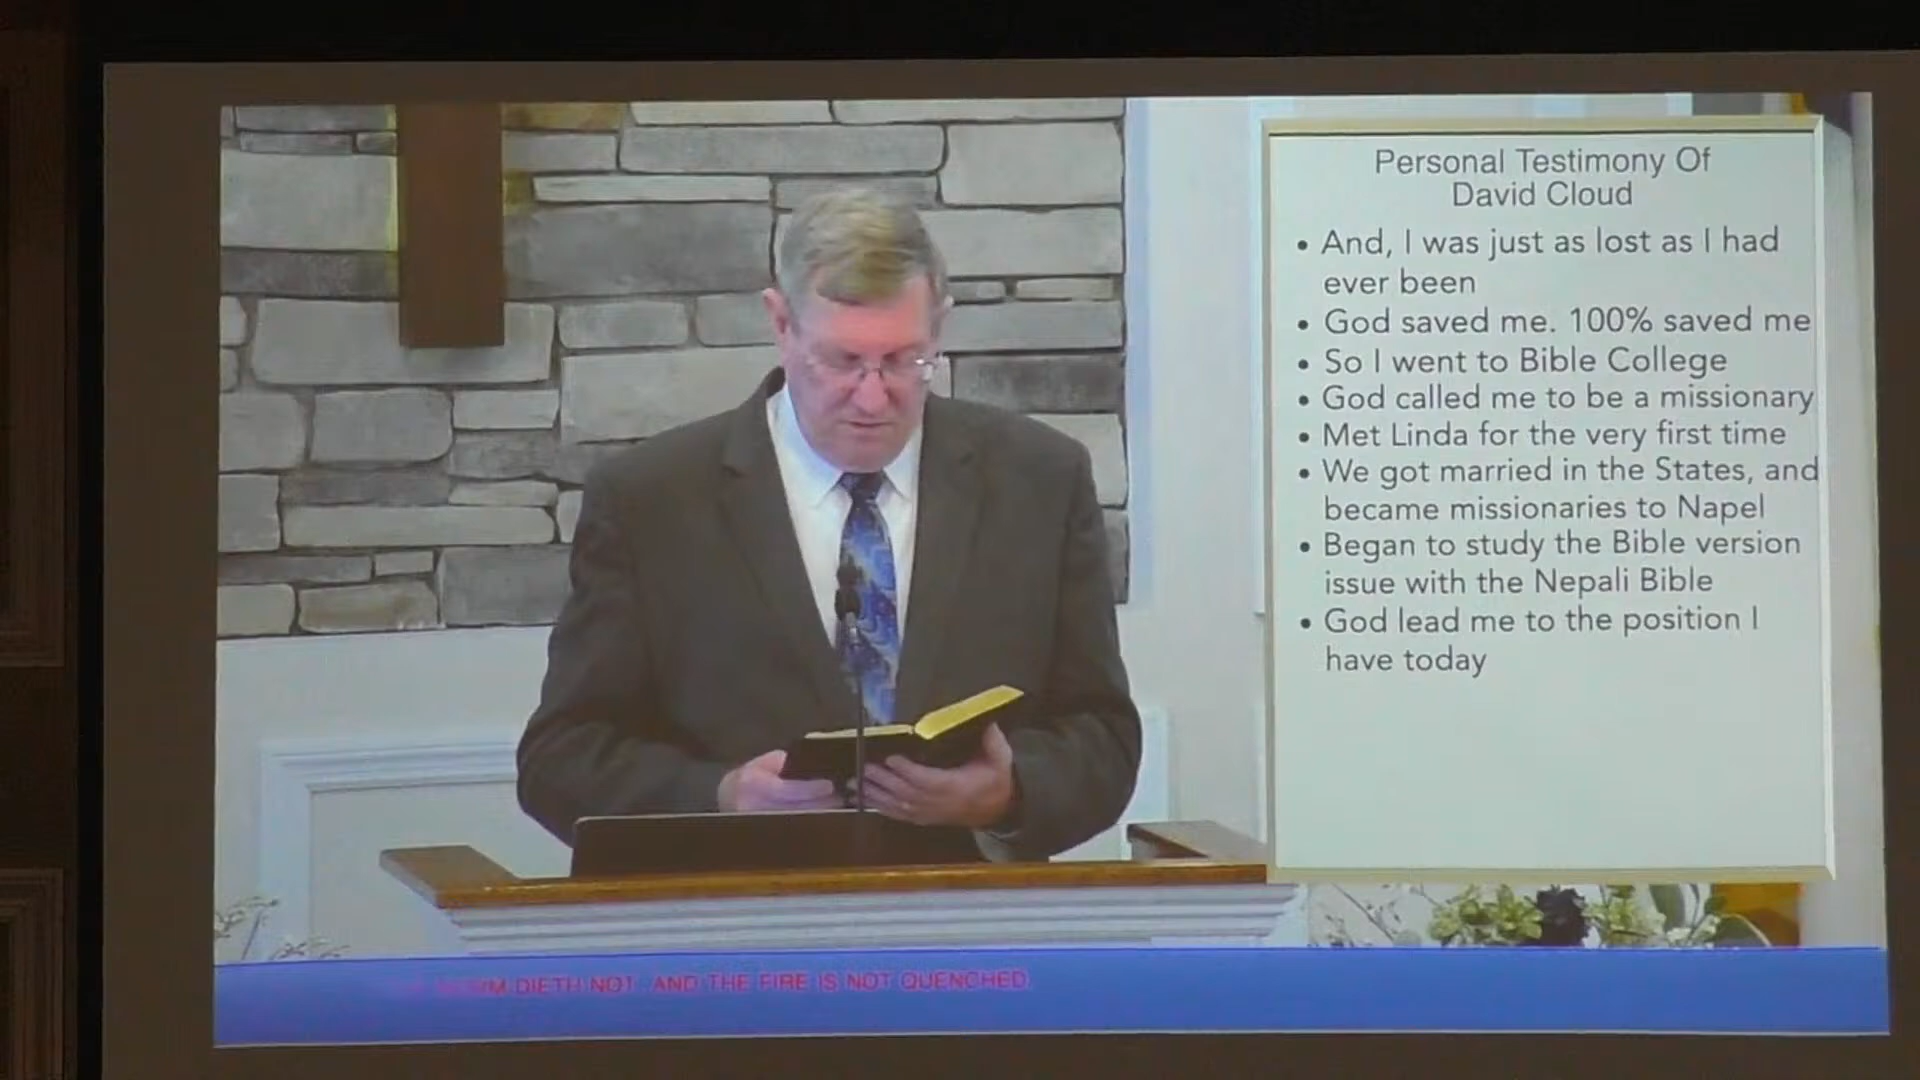 Personal Testimony Of
David Cloud
• And, I was just as lost as I had
ever been
• God saved me. 100% saved me
• So I went to Bible College
• God called me to be a missionary
• Met Linda for the very first time
• We got married in the States, and
became missionaries to Napel
• Began to study the Bible version
issue with the Nepali Bible
• God lead me to the position I
have today
DIETH NOT, AND THE FIRE IS NOT QUENCHED.